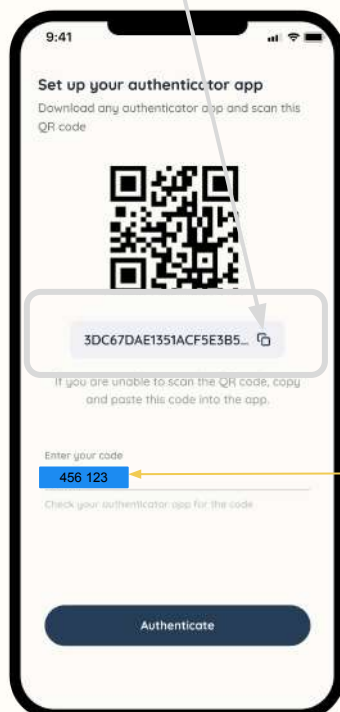 9:41
Set up your authenticator app
Download any authenticator app and scan this
QR code
3DC67DAE1351ACF5E3B5...
If you are unable to scan the QR code, copy
and paste this code into the app.
Enter your code
456 123
Check your authenticator app for the code
Authenticate